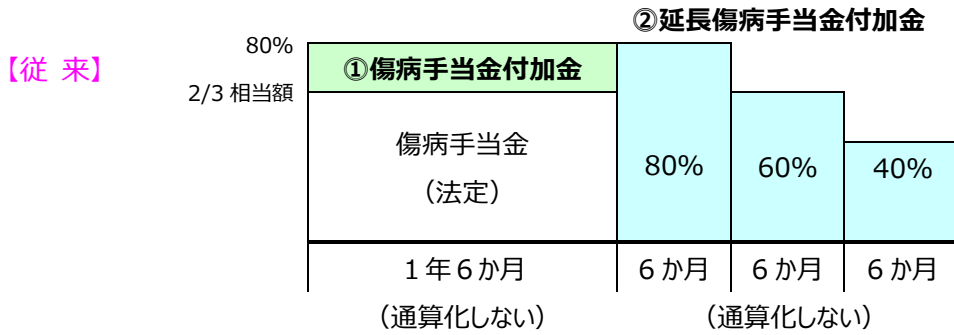 ②延長傷病手当金付加金
【従 来】
80%
①傷病手当金付加金
2/3 相当額
傷病手当金
（法定）
80%
60%
40%
１年６か月
６か月
６か月
６か月
（通算化しない）
（通算化しない）